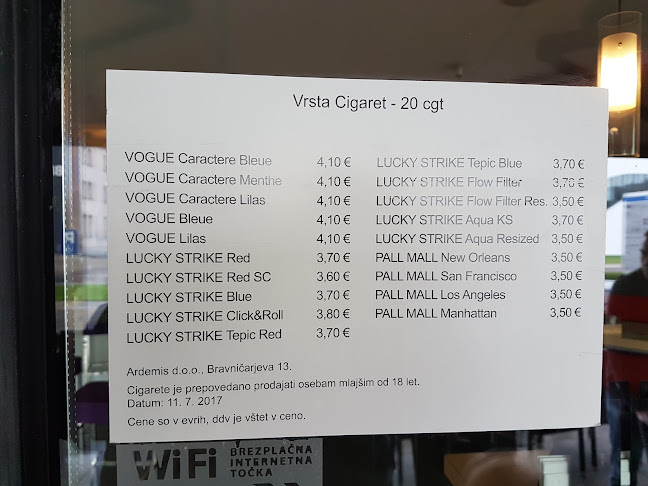 Vrsta Cigaret - 20 cgt
VOGUE Caractere Bleue 4,10 €
VOGUE Caractere Menthe 4,10 €
VOGUE Caractere Lilas 4,10 €
VOGUE Bleue 4,10 €
VOGUE Lilas 4,10 €
LUCKY STRIKE Red 3,70 €
LUCKY STRIKE Red SC 3,60 €
LUCKY STRIKE Blue 3,70 €
LUCKY STRIKE Click&Roll 3,80 €
LUCKY STRIKE Tepic Red 3,70 €
LUCKY STRIKE Tepic Blue 3,70 €
LUCKY STRIKE Flow Filter 3,70 €
LUCKY STRIKE Flow Filter Res. 3,50 €
LUCKY STRIKE Aqua KS 3,70 €
LUCKY STRIKE Aqua Resized 3,50 €
PALL MALL New Orleans 3,50 €
PALL MALL San Francisco 3,50 €
PALL MALL Los Angeles 3,50 €
PALL MALL Manhattan 3,50 €
Ardemis d.o.o., Bravničarjeva 13.
Cigarete je prepovedano prodajati osebam mlajšim od 18 let.
Datum: 11. 7. 2017
Cene so v evrih, ddv je vštet v ceno.
WiFi
BREZPLAČNA
INTERNETNA
TOČKA